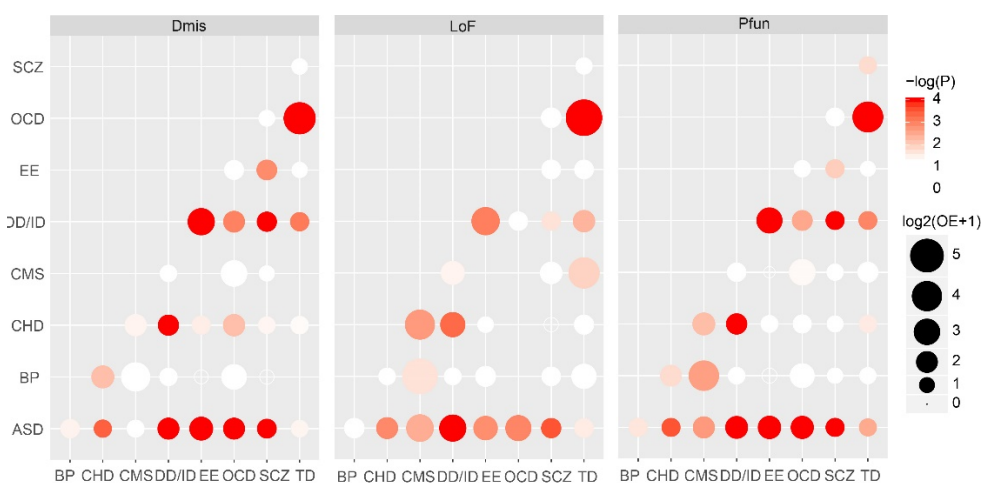 Dmis
LoF
Pfun
SCZ
OCD
EE
DD/ID
CMS
CHD
BP
ASD
BP CHD CMS DD/ID EE OCD SCZ TD
BP CHD CMS DD/ID EE OCD SCZ TD
BP CHD CMS DD/ID EE OCD SCZ TD
−log(P)
4
3
2
1
0
log2(OE+1)
5
4
3
2
1
0